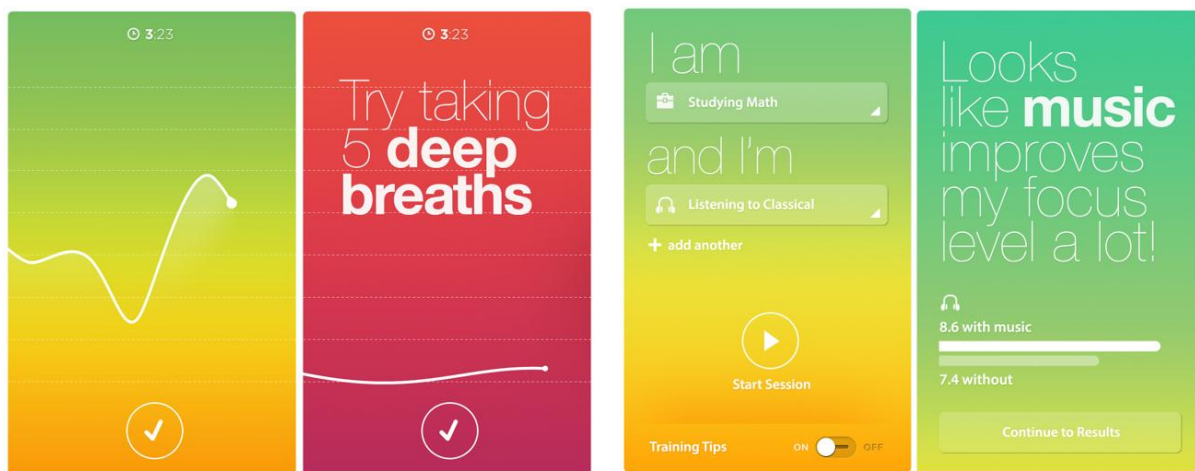 3:23
3:23
Try taking
5 deep
breaths
I am
Studying Math
and I'm
Listening to Classical
+ add another
Start Session
Training Tips
ON
OFF
Looks
like music
improves
my focus
level a lot!
8.6 with music
7.4 without
Continue to Results